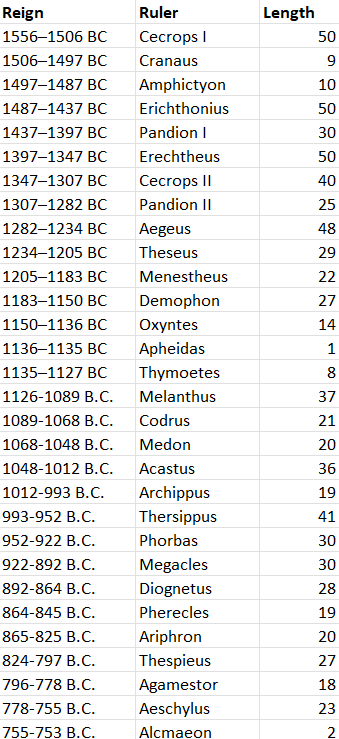 Reign Ruler Length
1556–1506 BC Cecrops I 50
1506–1497 BC Cranaus 9
1497–1487 BC Amphictyon 10
1487–1437 BC Erichthonius 50
1437–1397 BC Pandion I 30
1397–1347 BC Erechtheus 50
1347–1307 BC Cecrops II 40
1307–1282 BC Pandion II 25
1282–1234 BC Aegeus 48
1234–1205 BC Theseus 29
1205–1183 BC Menestheus 22
1183–1150 BC Demophon 27
1150–1136 BC Oxyntes 14
1136–1135 BC Apheidas 1
1135–1127 BC Thymoetes 8
1126-1089 B.C. Melanthus 37
1089-1068 B.C. Codrus 21
1068-1048 B.C. Medon 20
1048-1012 B.C. Acastus 36
1012-993 B.C. Archippus 19
993-952 B.C. Thersippus 41
952-922 B.C. Phorbas 30
922-892 B.C. Megacles 30
892-864 B.C. Diognetus 28
864-845 B.C. Pherecles 19
865-825 B.C. Ariphron 20
824-797 B.C. Thespieus 27
796-778 B.C. Agamestor 18
778-755 B.C. Aeschylus 23
755-753 B.C. Alcmaeon 2